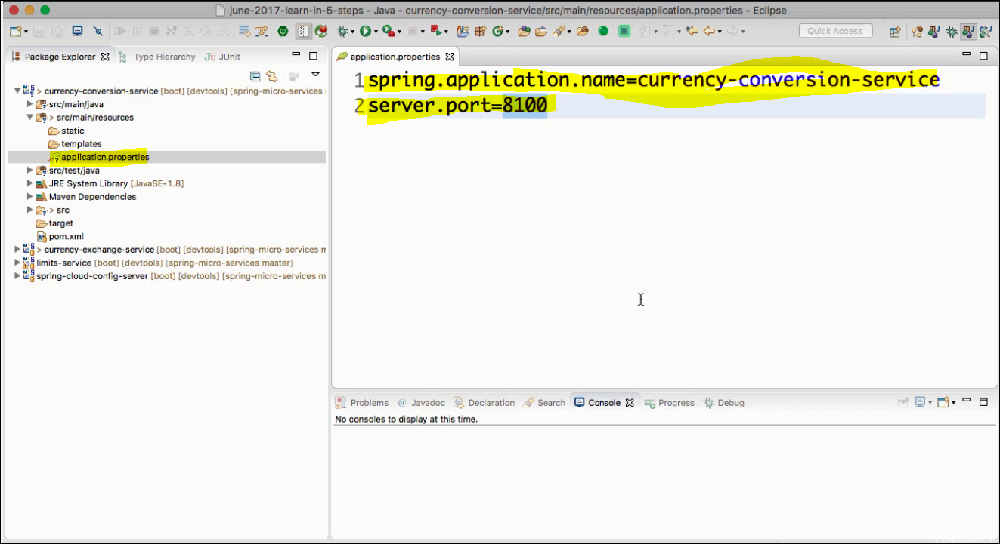 june-2017-learn-in-5-steps - Java - currency-conversion-service/src/main/resources/application.properties - Eclipse
Quick Access
Package Explorer
Type Hierarchy
JUnit
application.properties
currency-conversion-service [boot] [devtools] [spring-micro-services
src/main/java
> src/main/resources
static
templates
application.properties
src/test/java
JRE System Library [JavaSE-1.8]
Maven Dependencies
> src
target
pom.xml
> currency-exchange-service [boot] [devtools] [spring-micro-services m
limits-service [boot] [devtools] [spring-micro-services master]
spring-cloud-config-server [boot] [devtools] [spring-micro-services m
1 spring.application.name=currency-conversion-service
2 server.port=8100
Problems @ Javadoc Declaration Search Console Progress Debug
No consoles to display at this time.